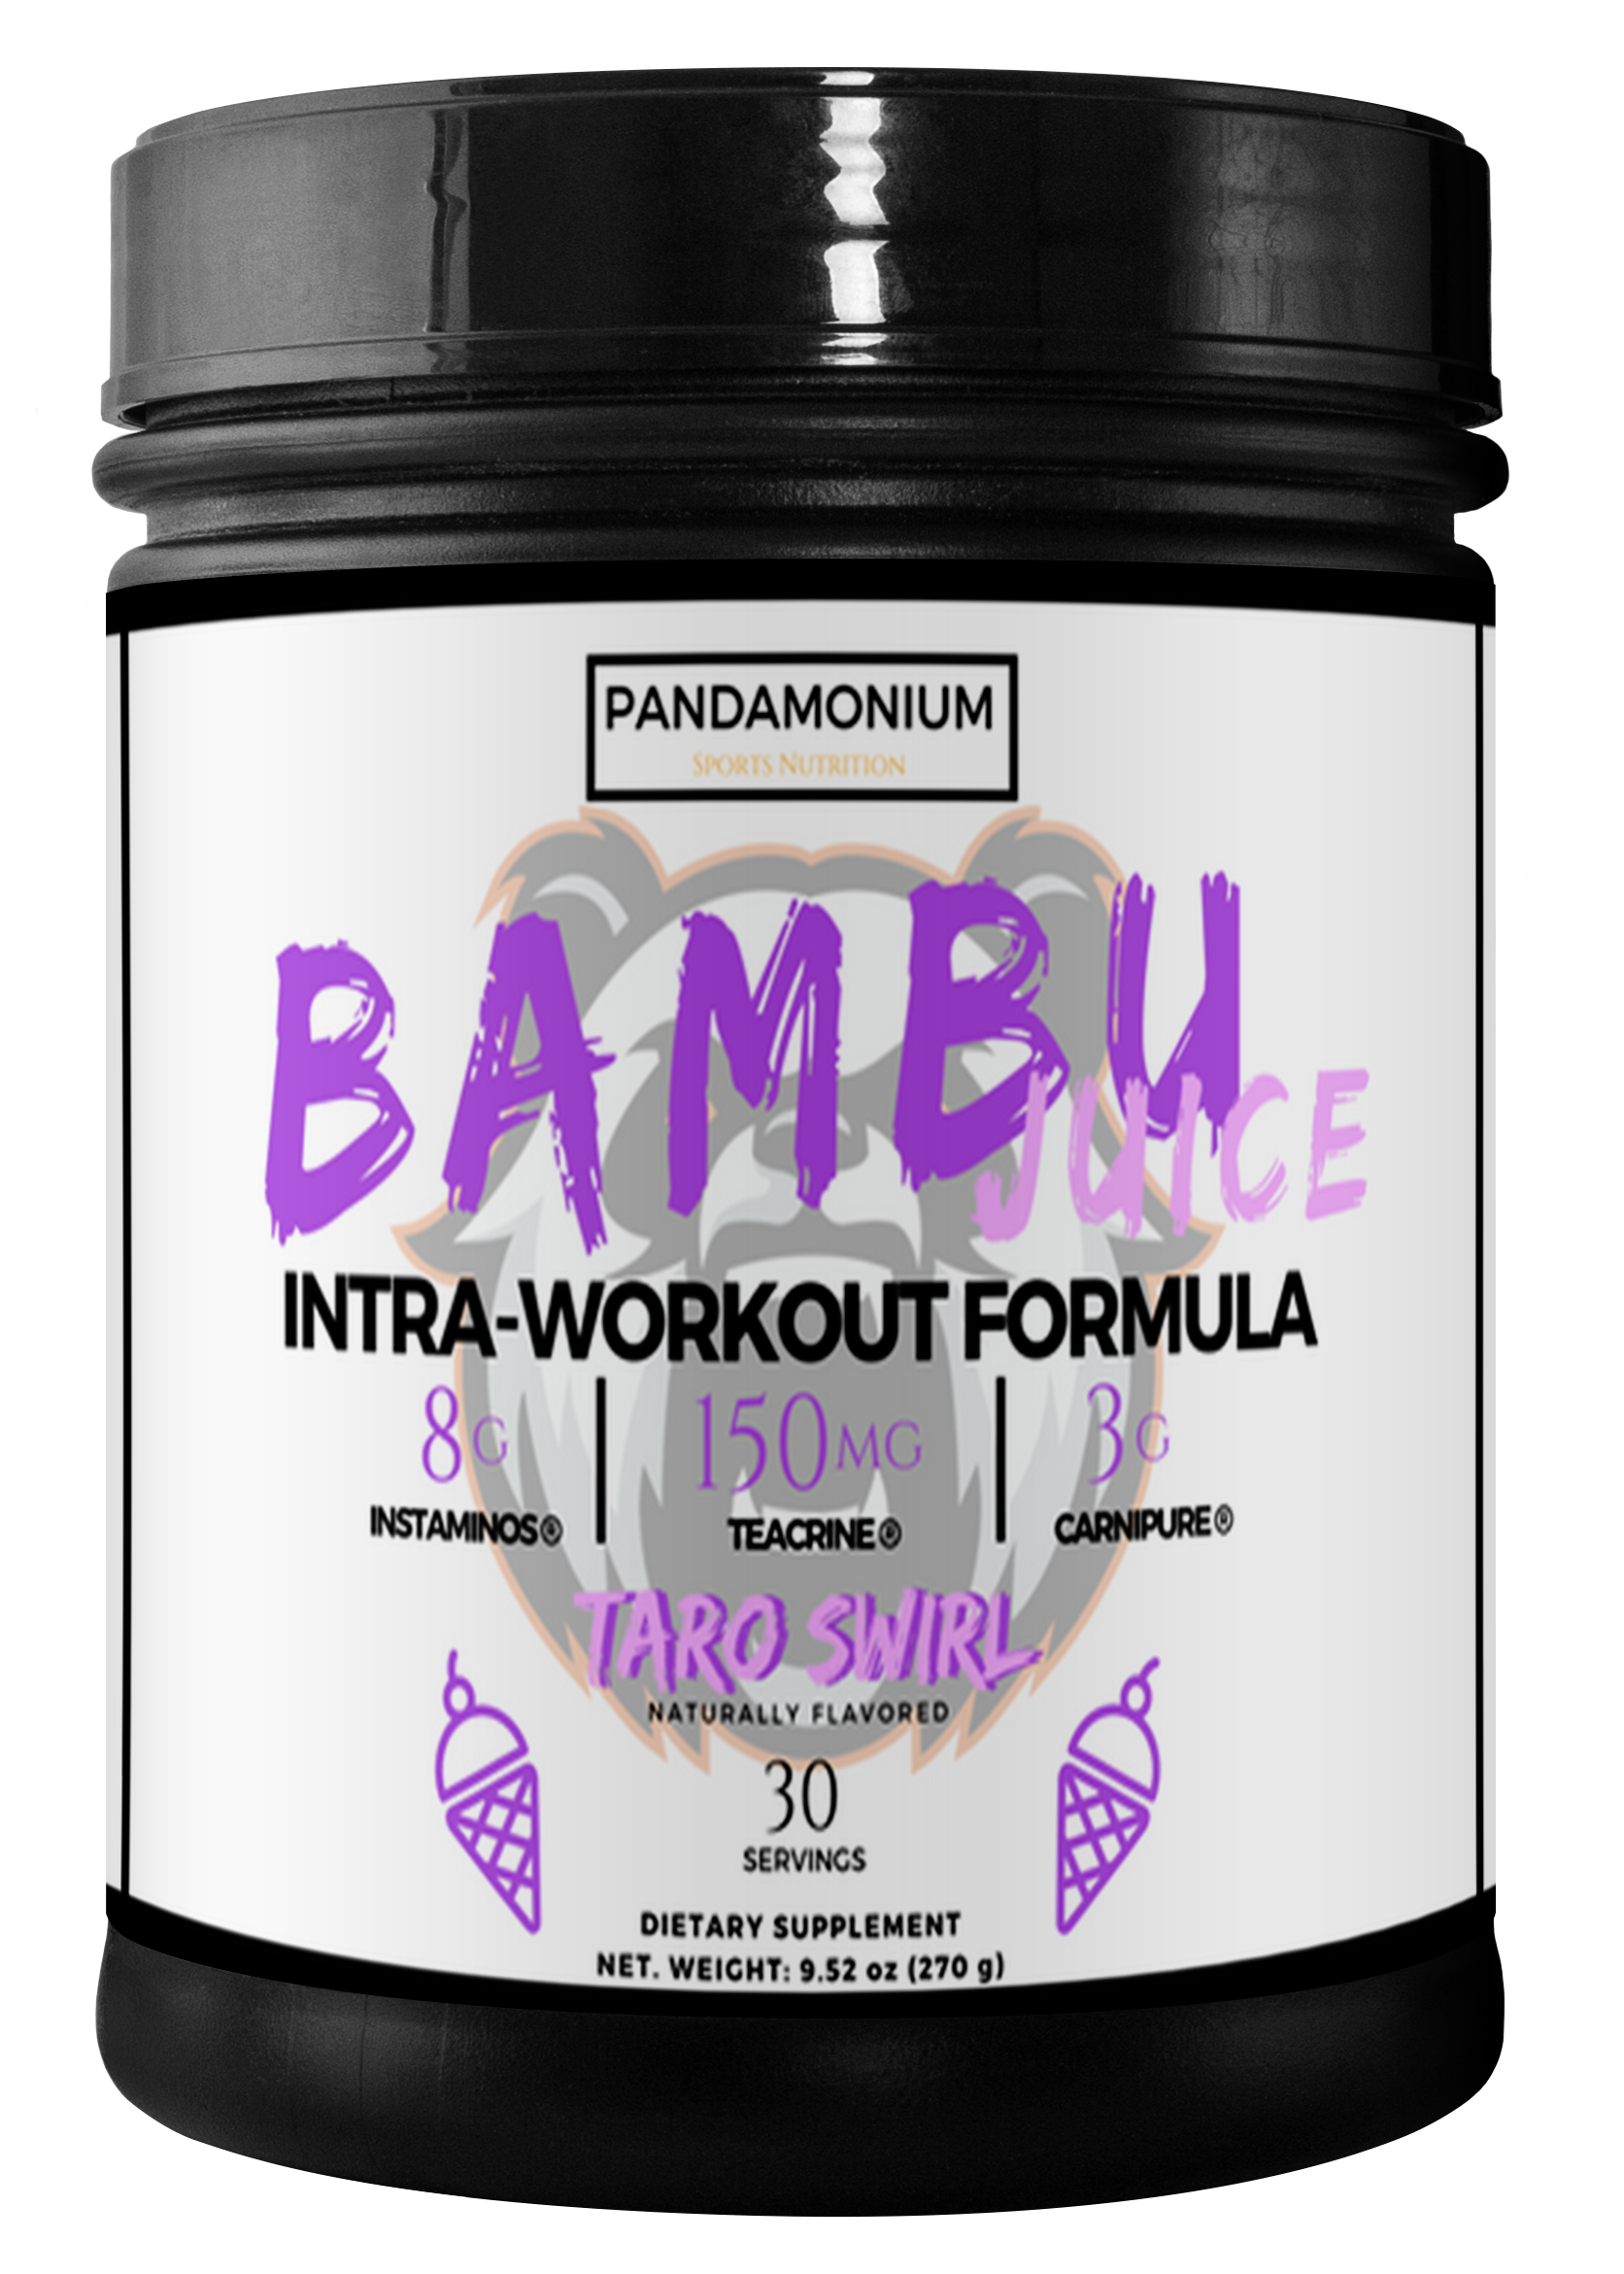 PANDAMONIUM
SPORTS NUTRITION
BAMBU
JUICE
INTRA-WORKOUT FORMULA
8G
INSTAMINOS®
150MG
TEACRINE®
3G
CARNIPURE®
TARO SWIRL
NATURALLY FLAVORED
30
SERVINGS
DIETARY SUPPLEMENT
NET. WEIGHT: 9.52 oz (270 g)